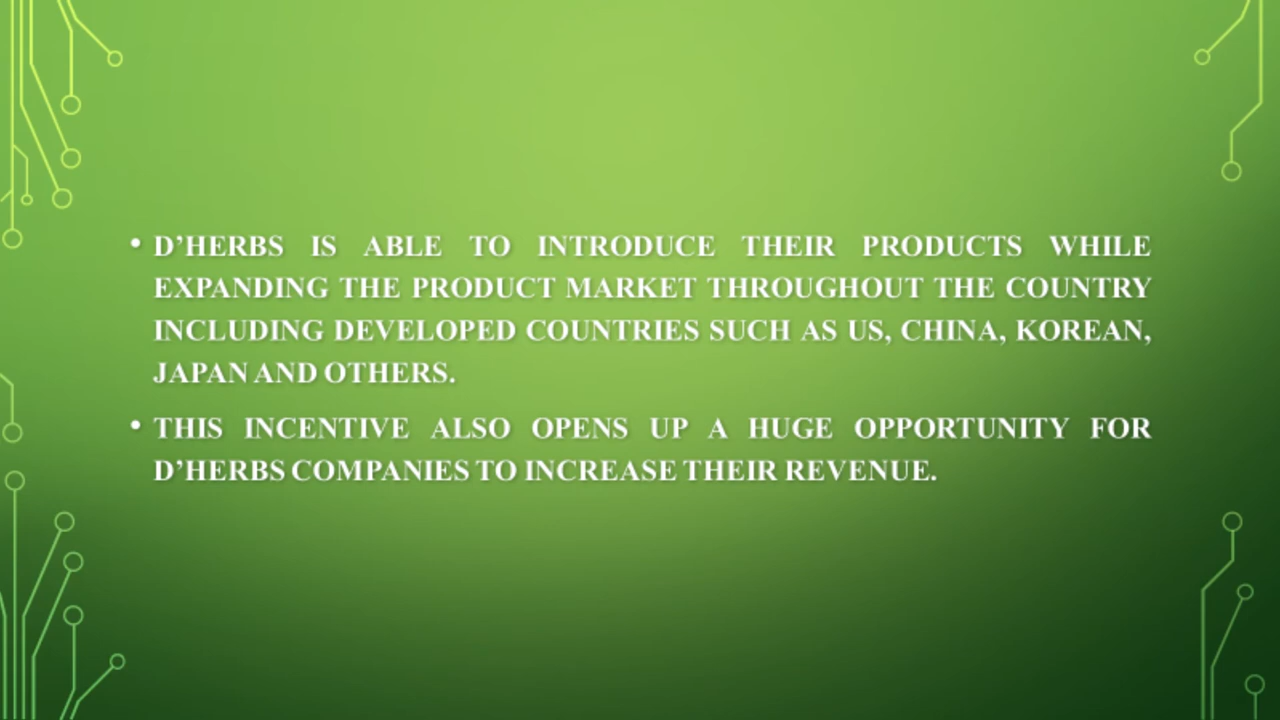 • D’HERBS IS ABLE TO INTRODUCE THEIR PRODUCTS WHILE
EXPANDING THE PRODUCT MARKET THROUGHOUT THE COUNTRY
INCLUDING DEVELOPED COUNTRIES SUCH AS US, CHINA, KOREAN,
JAPAN AND OTHERS.
• THIS INCENTIVE ALSO OPENS UP A HUGE OPPORTUNITY FOR
D’HERBS COMPANIES TO INCREASE THEIR REVENUE.